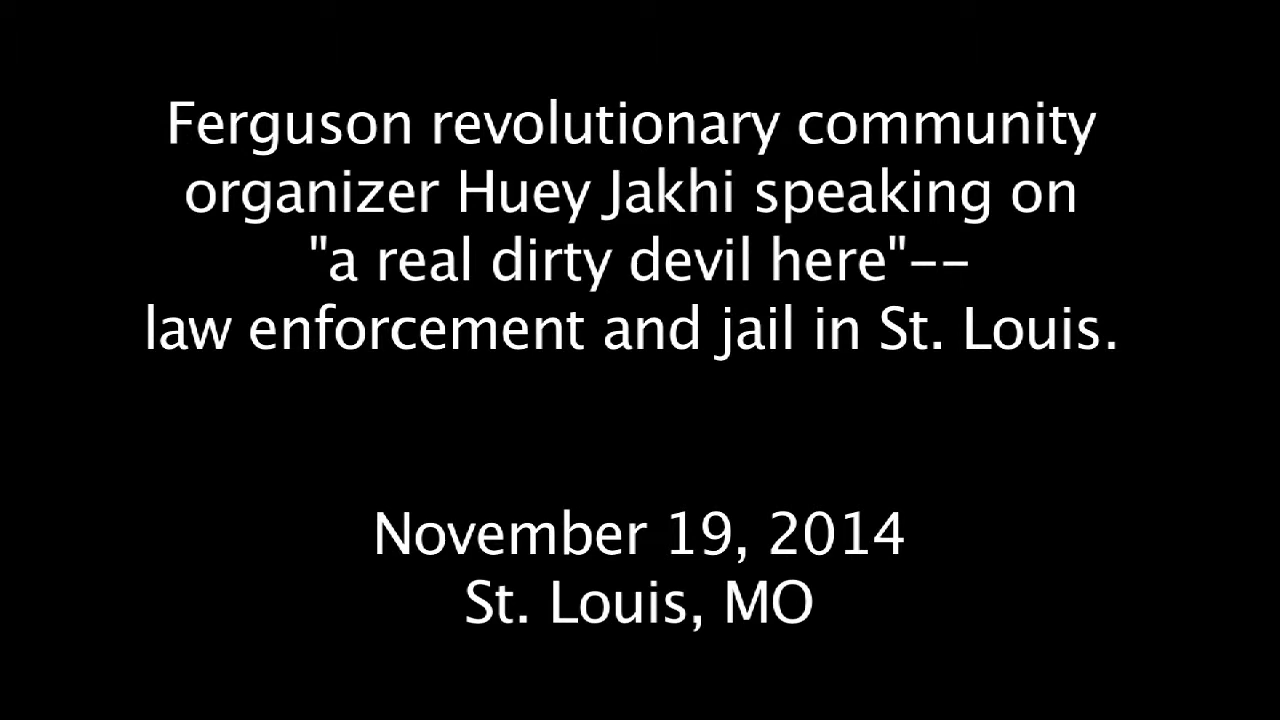 Ferguson revolutionary community
organizer Huey Jakhi speaking on
"a real dirty devil here"--
law enforcement and jail in St. Louis.
November 19, 2014
St. Louis, MO